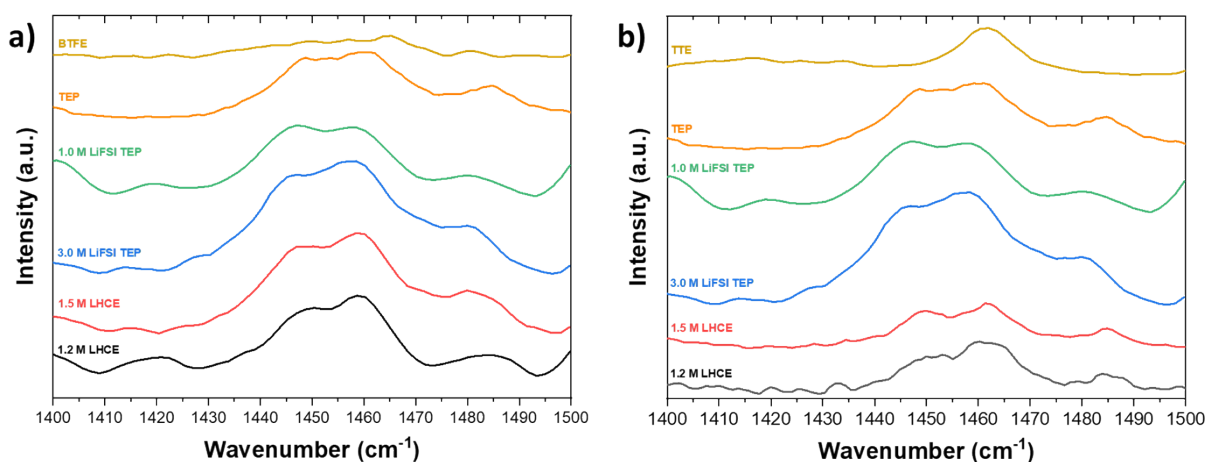 a)
BTFE
TEP
1.0 M LiFSI TEP
3.0 M LiFSI TEP
1.5 M LHCE
1.2 M LHCE
Intensity (a.u.)
1400 1410 1420 1430 1440 1450 1460 1470 1480 1490 1500
Wavenumber (cm⁻¹)
b)
TTE
TEP
1.0 M LiFSI TEP
3.0 M LiFSI TEP
1.5 M LHCE
1.2 M LHCE
Intensity (a.u.)
1400 1410 1420 1430 1440 1450 1460 1470 1480 1490 1500
Wavenumber (cm⁻¹)